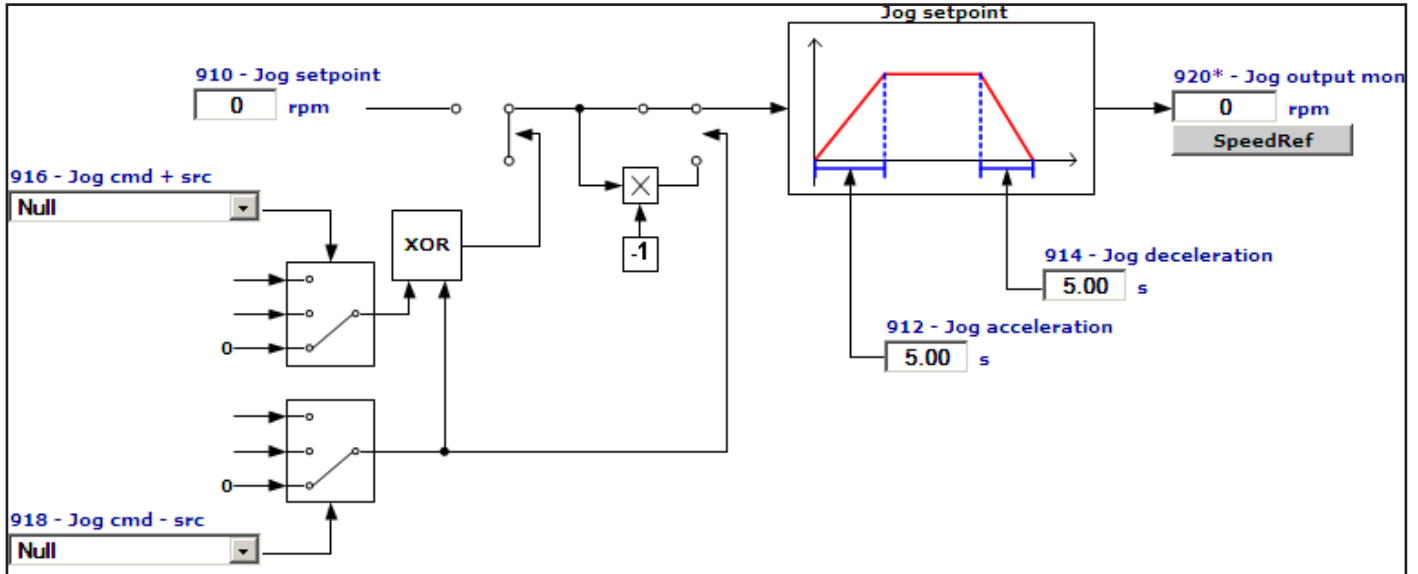 Jog setpoint
910 - Jog setpoint
0 rpm
920* - Jog output mon
0 rpm
SpeedRef
916 - Jog cmd + src
Null
XOR
-1
914 - Jog deceleration
5.00 s
912 - Jog acceleration
5.00 s
0
0
918 - Jog cmd - src
Null